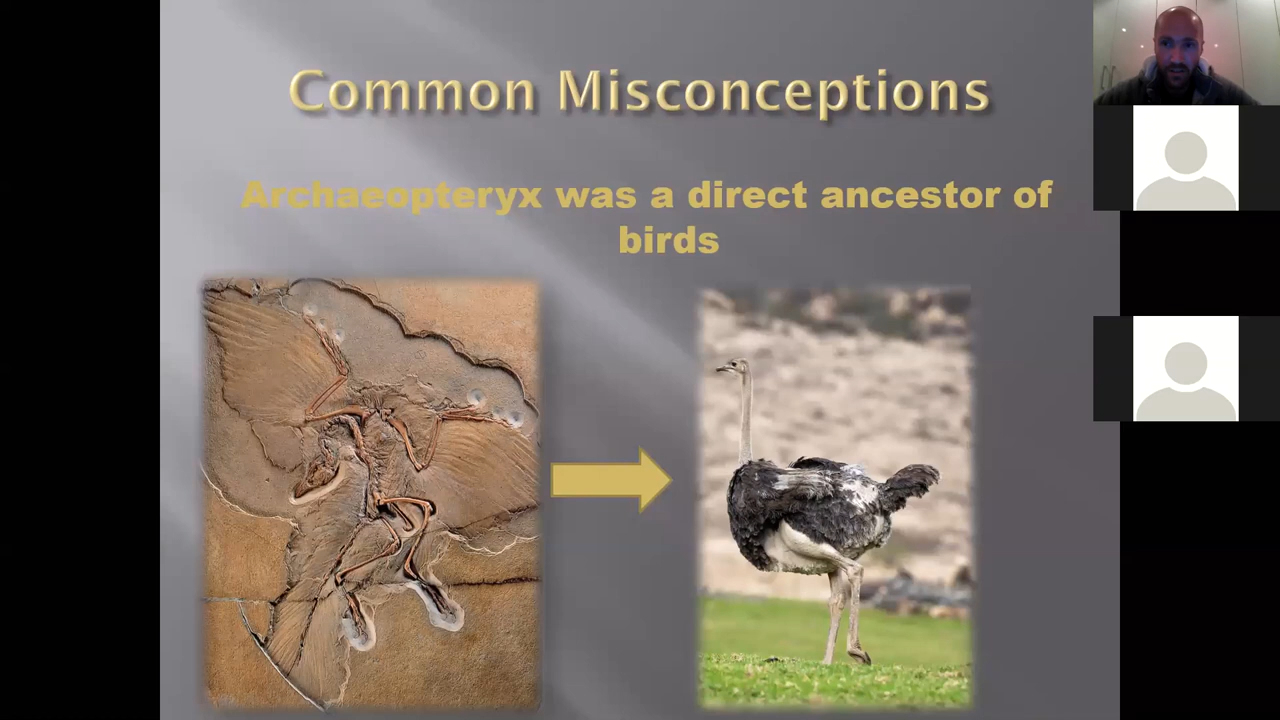 Common Misconceptions
Archaeopteryx was a direct ancestor of
birds